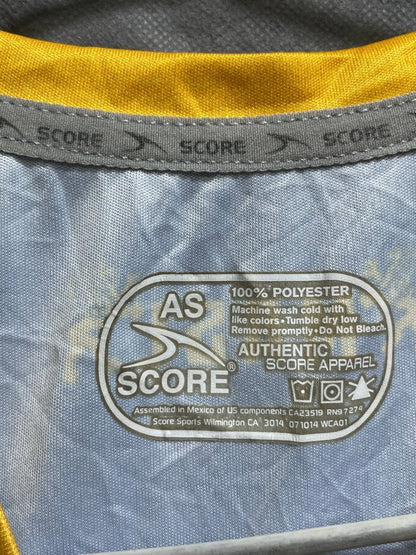 SCORE SCORE SCORE
AS
SCORE®
100% POLYESTER
Machine wash cold with
like colors • Tumble dry low
Remove promptly • Do Not Bleach.
AUTHENTIC
SCORE APPAREL
Assembled in Mexico of US components CA23519 RN97274
Score Sports Wilmington CA 3014 071014 WCA01